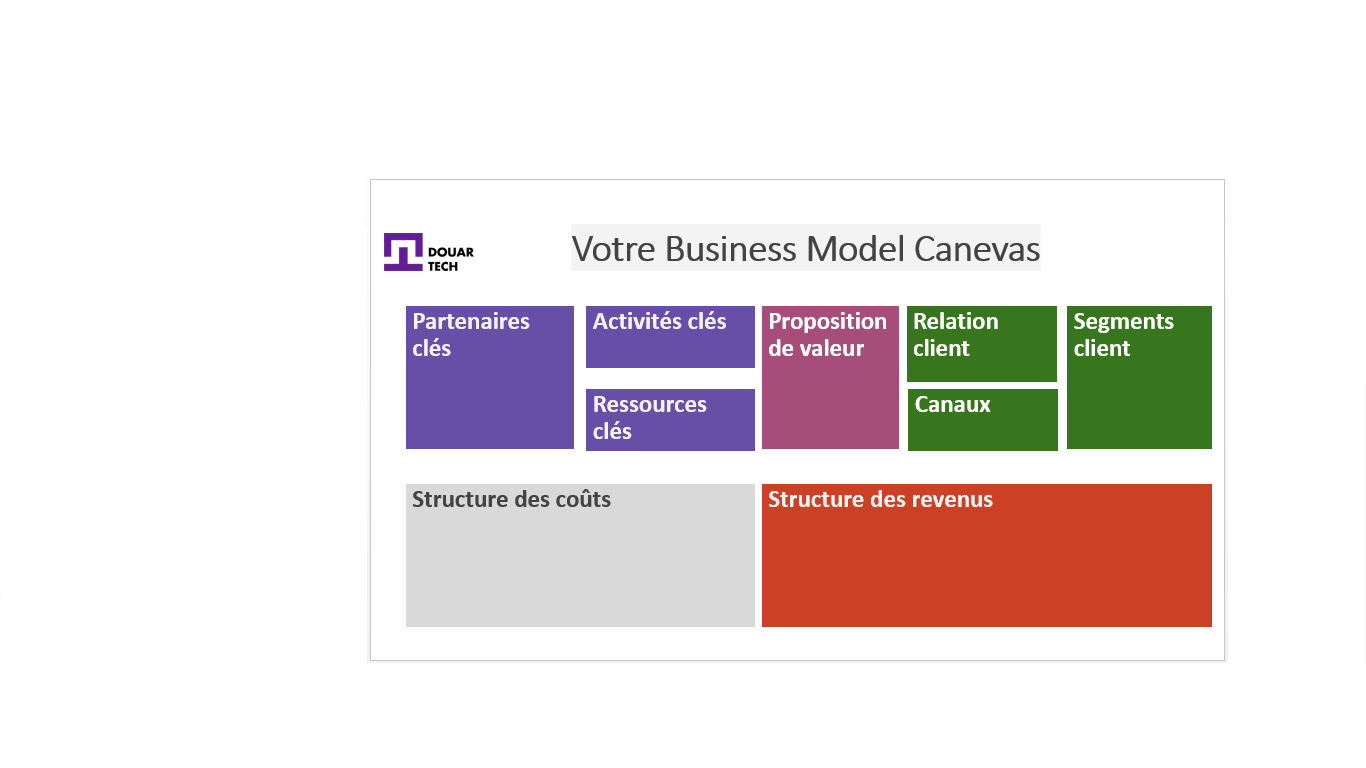 DOUAR
TECH
Votre Business Model Canevas
Partenaires
clés
Activités clés
Ressources
clés
Proposition
de valeur
Relation
client
Canaux
Segments
client
Structure des coûts
Structure des revenus